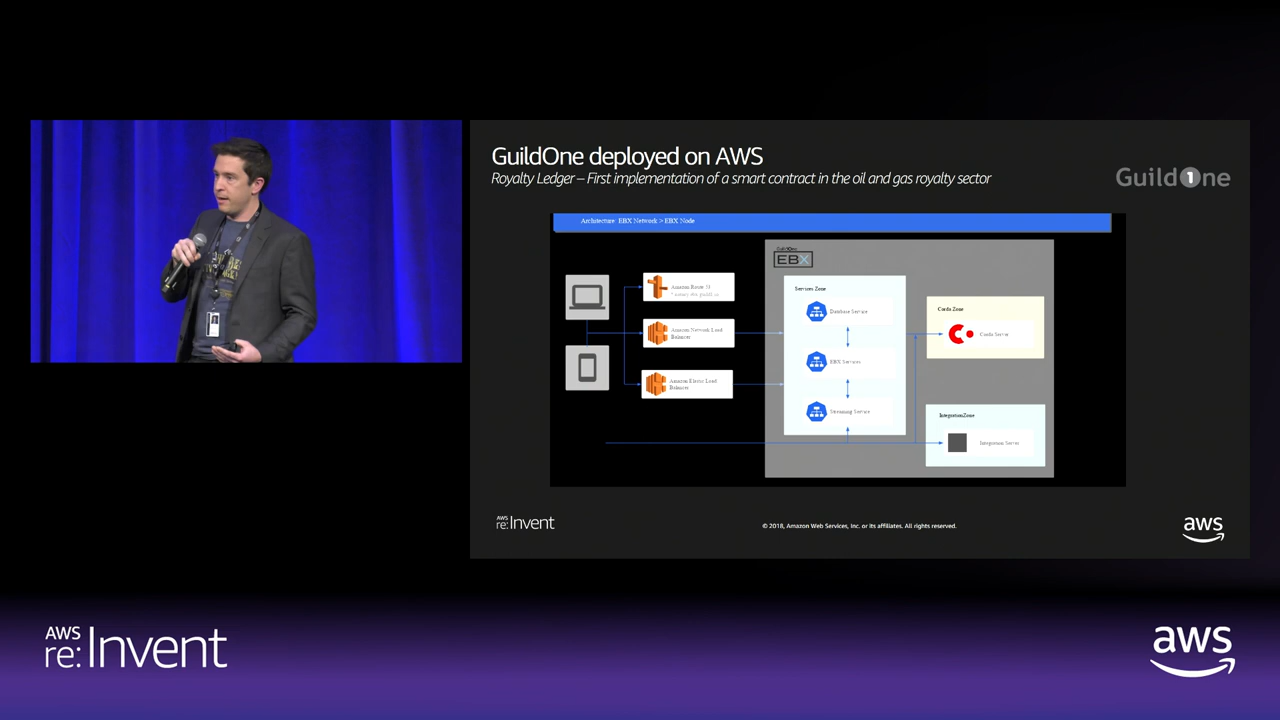 GuildOne deployed on AWS
Royalty Ledger – First implementation of a smart contract in the oil and gas royalty sector
Guild1ne
Architecture: EBX Network > EBX Node
GuildOne
EBX
Services Zone
Amazon Route 53
Database Service
Corda Zone
Amazon Network Load
Balancer
Corda Server
EBX Services
Amazon Elastic Load
Balancer
Streaming Service
IntegrationZone
Integration Server
AWS
re:Invent
© 2018, Amazon Web Services, Inc. or its affiliates. All rights reserved.
aws
AWS
re:Invent
aws